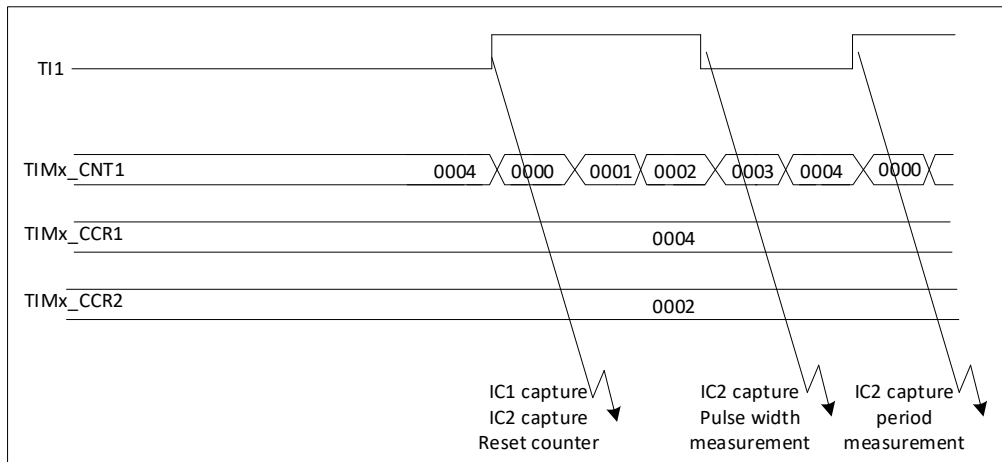 TI1
TIMx_CNT1
0004 0000 0001 0002 0003 0004 0000
TIMx_CCR1
0004
TIMx_CCR2
0002
IC1 capture
IC2 capture
Reset counter
IC2 capture
Pulse width
measurement
IC2 capture
period
measurement